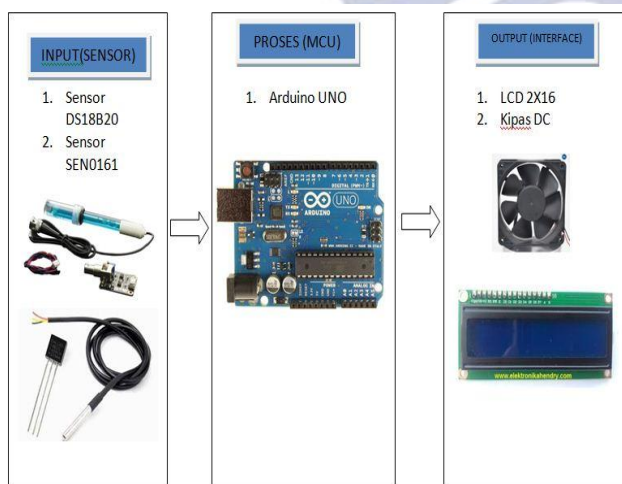 INPUT(SENSOR)
1. Sensor
DS18B20
2. Sensor
SEN0161
PROSES (MCU)
1. Arduino UNO
UNO
ARDUINO
OUTPUT (INTERFACE)
1. LCD 2X16
2. Kipas DC
www.elektronikahendry.com